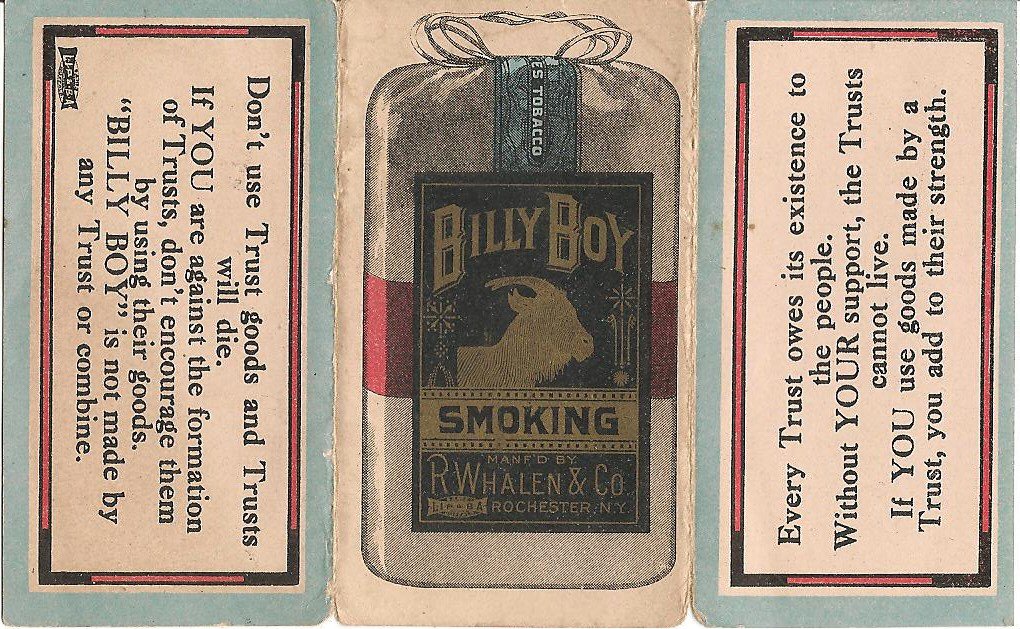 Don't use Trust goods and Trusts
will die.
If YOU are against the formation
of Trusts, don't encourage them
by using their goods.
"BILLY BOY" is not made by
any Trust or combine.
ES TOBACCO
BILLY BOY
SMOKING
MANF'D BY
R. WHALEN & CO.
ROCHESTER, N.Y.
Every Trust owes its existence to
the people.
Without YOUR support, the Trusts
cannot live.
If YOU use goods made by a
Trust, you add to their strength.